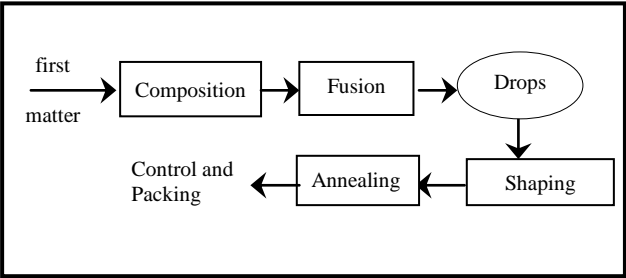 first
matter
Composition
Fusion
Drops
Shaping
Annealing
Control and
Packing